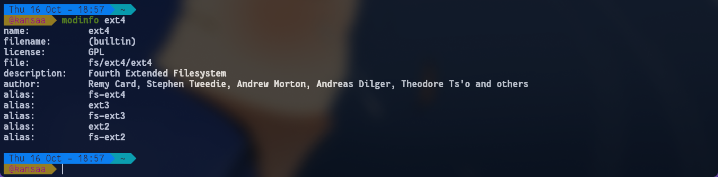 Thu 16 Oct - 18:57 ~
@kansaa modinfo ext4
name: ext4
filename: (builtin)
license: GPL
file: fs/ext4/ext4
description: Fourth Extended Filesystem
author: Remy Card, Stephen Tweedie, Andrew Morton, Andreas Dilger, Theodore Ts'o and others
alias: fs-ext4
alias: ext3
alias: fs-ext3
alias: ext2
alias: fs-ext2
Thu 16 Oct - 18:57 ~
@kansaa